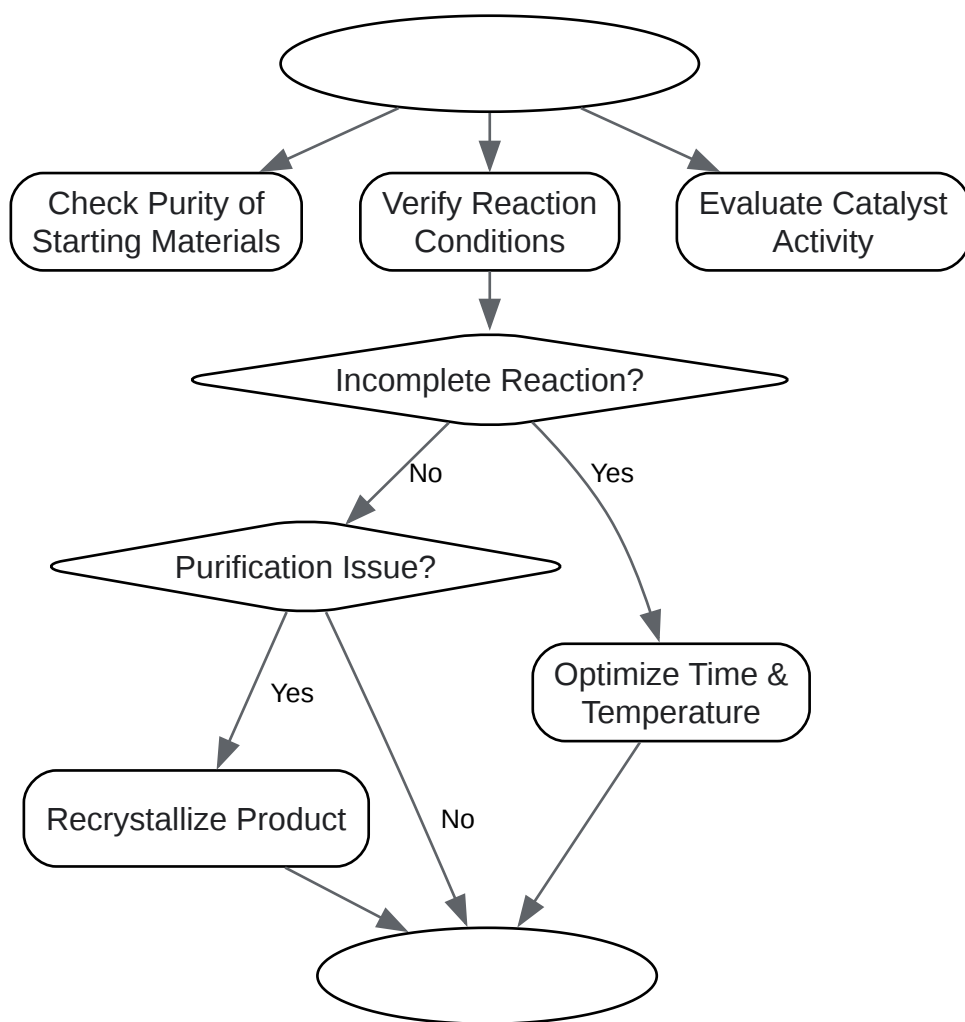 Check Purity of
Starting Materials
Verify Reaction
Conditions
Evaluate Catalyst
Activity
Incomplete Reaction?
No
Yes
Purification Issue?
Optimize Time &
Temperature
Yes
Recrystallize Product
No